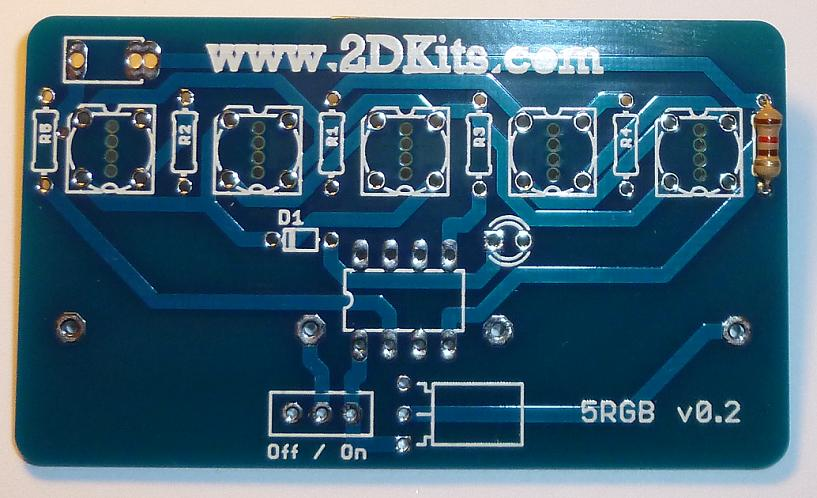 www.2DKits.com
R5
R2
R1
R3
R4
D1
5RGB v0.2
Off / On